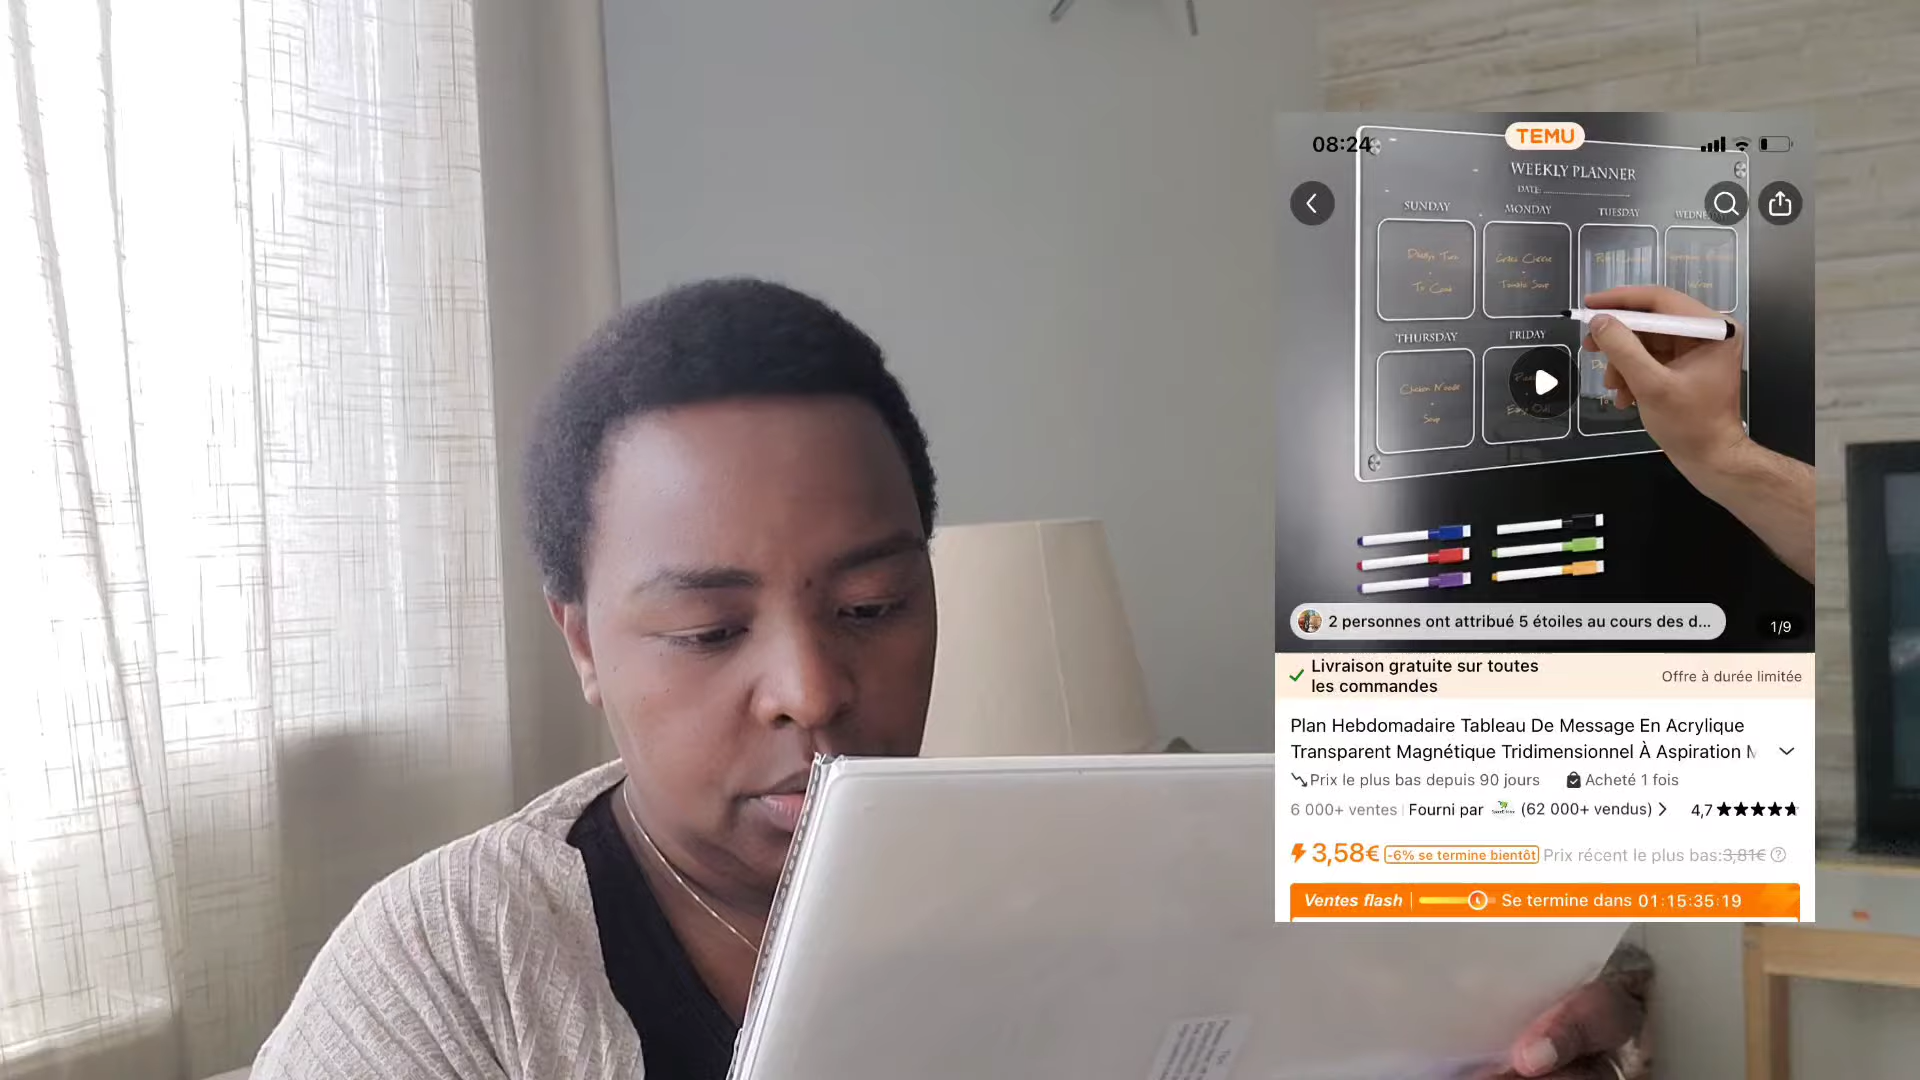 08:24
TEMU
WEEKLY PLANNER
DATE:
SUNDAY
MONDAY
TUESDAY
THURSDAY
FRIDAY
Tomato
Chicken Noodle
Soup
2 personnes ont attribué 5 étoiles au cours des d...
1/9
Livraison gratuite sur toutes
les commandes
Offre à durée limitée
Plan Hebdomadaire Tableau De Message En Acrylique
Transparent Magnétique Tridimensionnel À Aspiration
Prix le plus bas depuis 90 jours
Acheté 1 fois
6 000+ ventes
Fourni par
(62 000+ vendus)
4,7
3,58€
-6% se termine bientôt
Prix récent le plus bas:3,81€
Ventes flash
Se termine dans 01:15:35:19